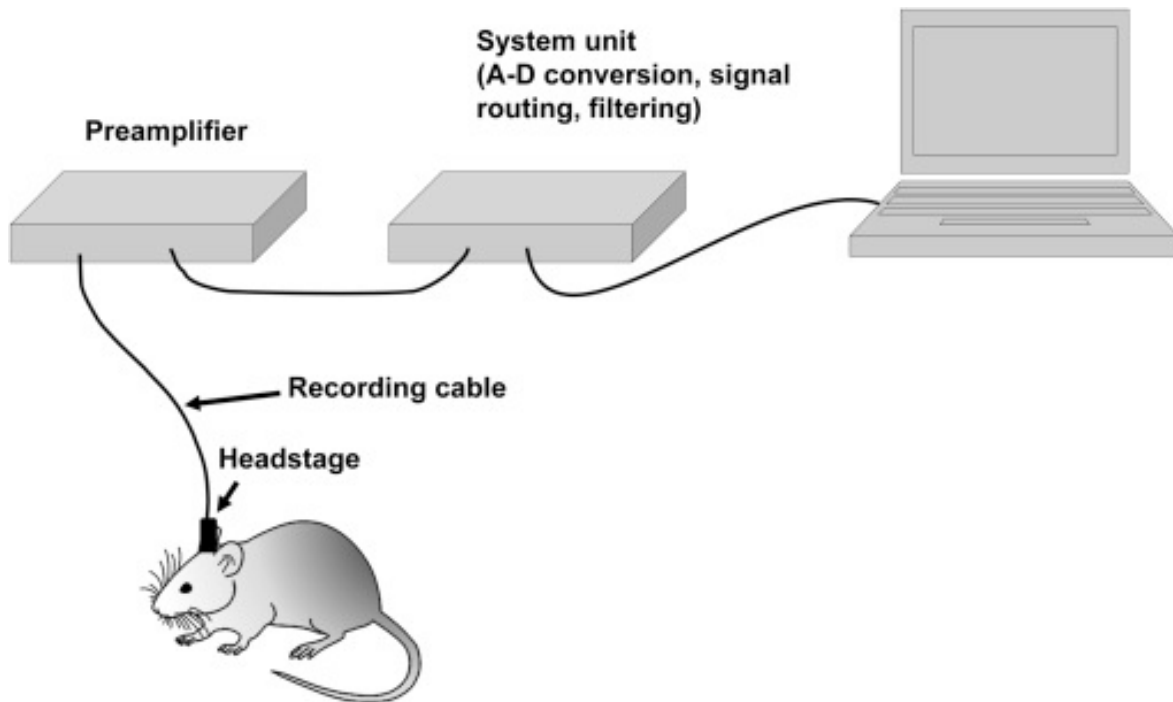 System unit
(A-D conversion, signal
routing, filtering)
Preamplifier
Recording cable
Headstage